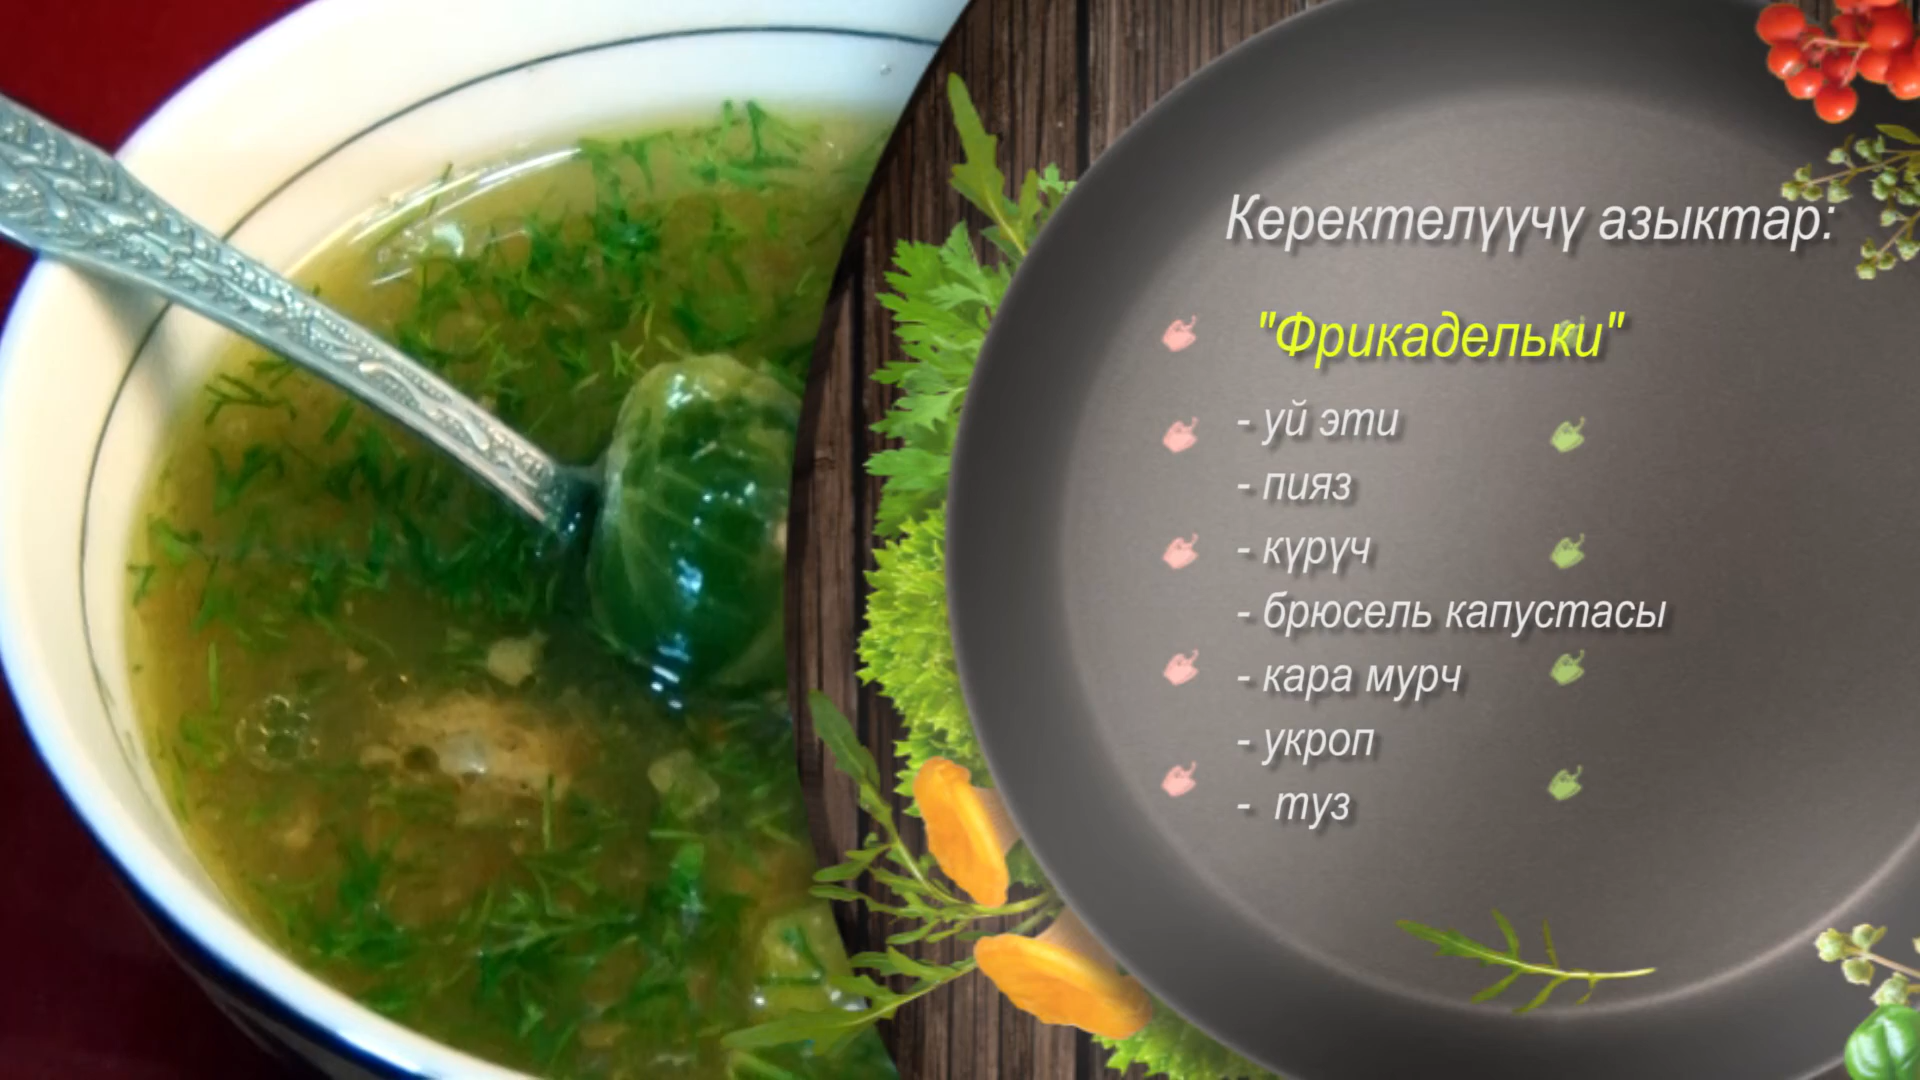 Керектелүүчү азыктар:
"Фрикадельки"
- уй эти
- пияз
- күрүч
- брюсель капустасы
- кара мурч
- укроп
- туз